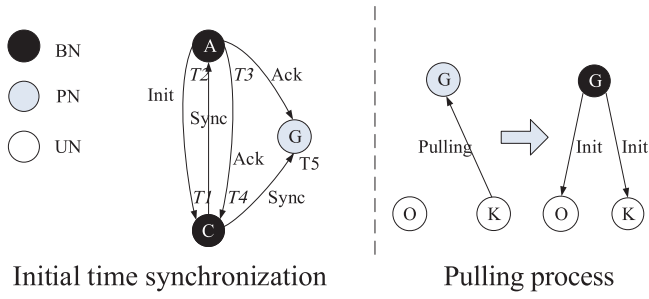 BN
PN
UN
A
T2
T3
Ack
Init
Sync
G
T5
Ack
T1
T4
Sync
C
Initial time synchronization
G
Pulling
O
K
G
Init
Init
O
K
Pulling process